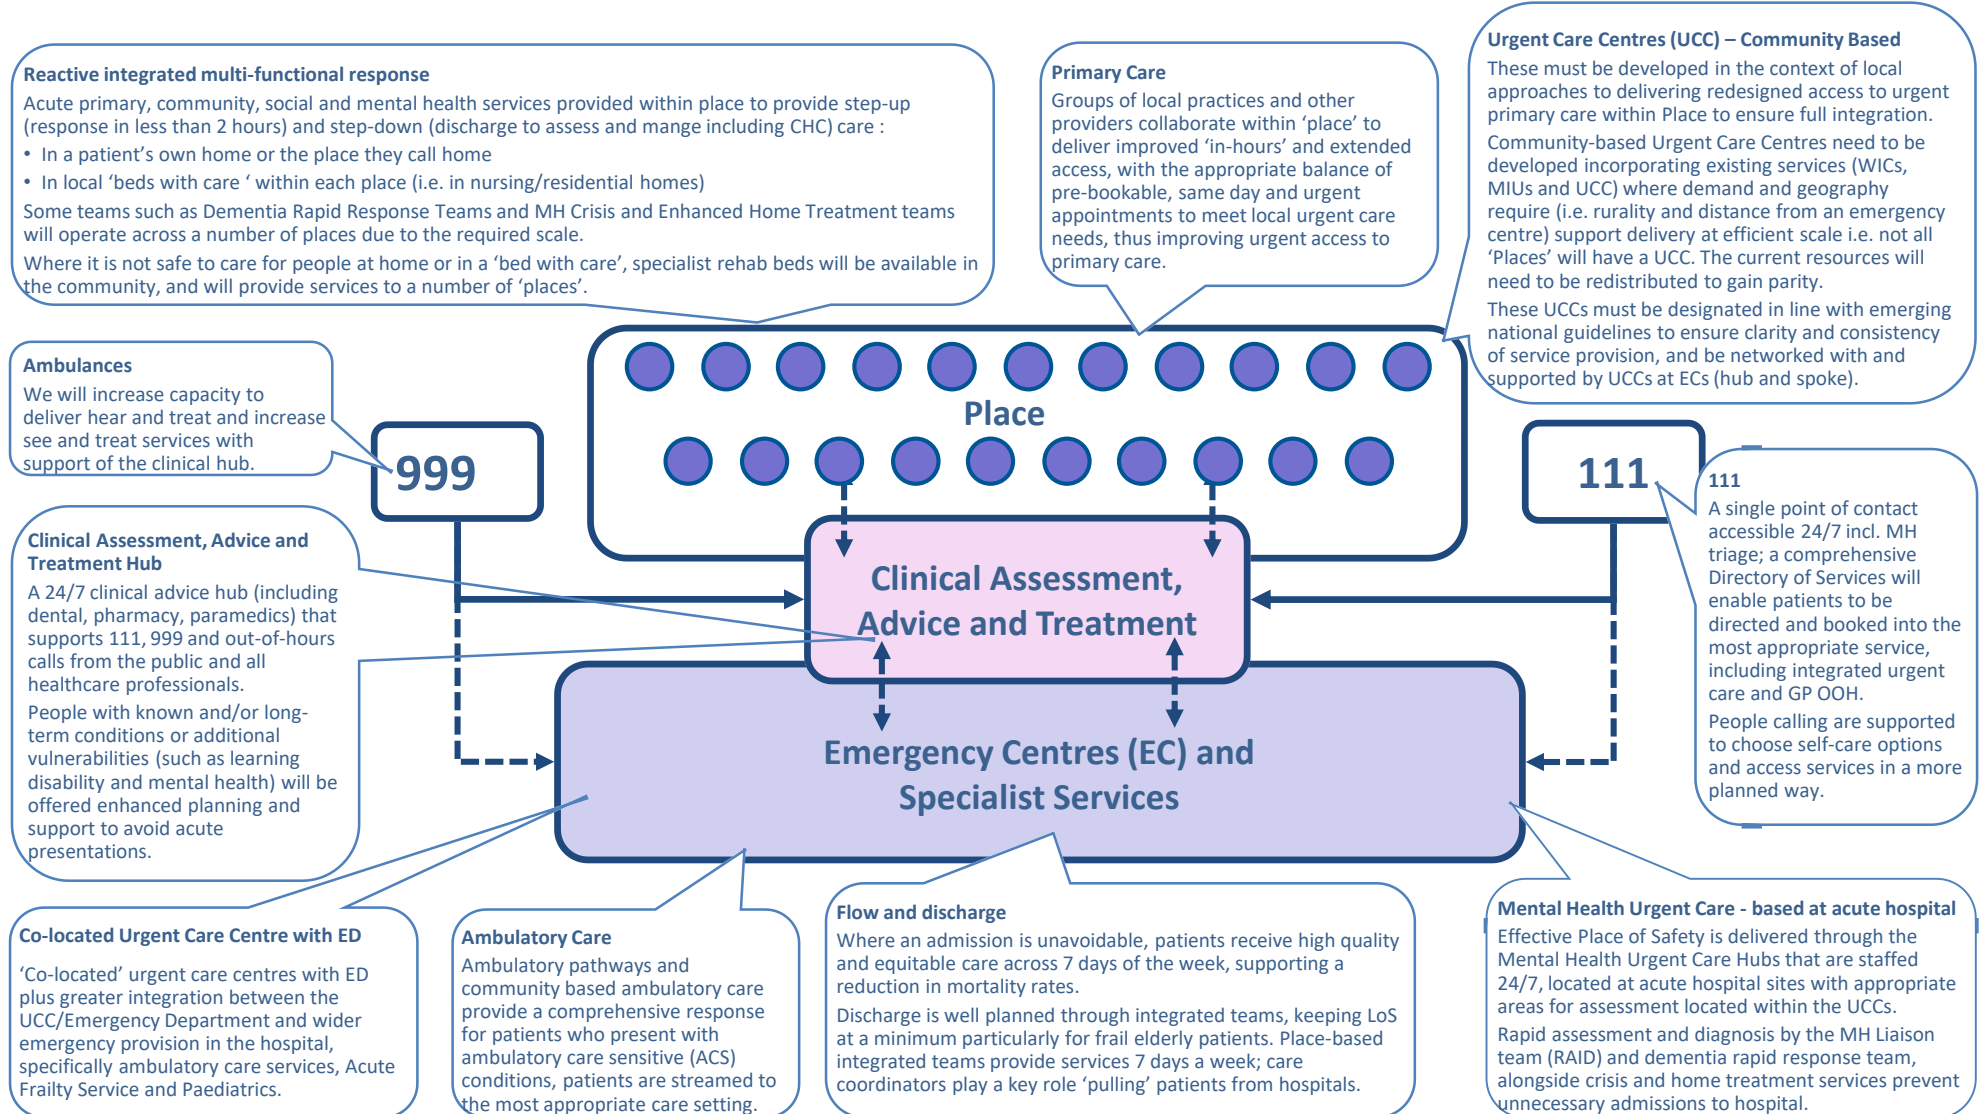 Reactive integrated multi-functional response
Acute primary, community, social and mental health services provided within place to provide step-up
(response in less than 2 hours) and step-down (discharge to assess and mange including CHC) care :
• In a patient's own home or the place they call home
• In local 'beds with care ' within each place (i.e. in nursing/residential homes)
Some teams such as Dementia Rapid Response Teams and MH Crisis and Enhanced Home Treatment teams
will operate across a number of places due to the required scale.
Where it is not safe to care for people at home or in a 'bed with care', specialist rehab beds will be available in
the community, and will provide services to a number of 'places'.
Primary Care
Groups of local practices and other
providers collaborate within 'place' to
deliver improved 'in-hours' and extended
access, with the appropriate balance of
pre-bookable, same day and urgent
appointments to meet local urgent care
needs, thus improving urgent access to
primary care.
Urgent Care Centres (UCC) – Community Based
These must be developed in the context of local
approaches to delivering redesigned access to urgent
primary care within Place to ensure full integration.
Community-based Urgent Care Centres need to be
developed incorporating existing services (WICs,
MIUs and UCC) where demand and geography
require (i.e. rurality and distance from an emergency
centre) support delivery at efficient scale i.e. not all
'Places' will have a UCC. The current resources will
need to be redistributed to gain parity.
These UCCs must be designated in line with emerging
national guidelines to ensure clarity and consistency
of service provision, and be networked with and
supported by UCCs at ECs (hub and spoke).
Ambulances
We will increase capacity to
deliver hear and treat and increase
see and treat services with
support of the clinical hub.
999
Place
111
111
A single point of contact
accessible 24/7 incl. MH
triage; a comprehensive
Directory of Services will
enable patients to be
directed and booked into the
most appropriate service,
including integrated urgent
care and GP OOH.
People calling are supported
to choose self-care options
and access services in a more
planned way.
Clinical Assessment, Advice and
Treatment Hub
A 24/7 clinical advice hub (including
dental, pharmacy, paramedics) that
supports 111, 999 and out-of-hours
calls from the public and all
healthcare professionals.
People with known and/or long-
term conditions or additional
vulnerabilities (such as learning
disability and mental health) will be
offered enhanced planning and
support to avoid acute
presentations.
Clinical Assessment,
Advice and Treatment
Emergency Centres (EC) and
Specialist Services
Co-located Urgent Care Centre with ED
'Co-located' urgent care centres with ED
plus greater integration between the
UCC/Emergency Department and wider
emergency provision in the hospital,
specifically ambulatory care services, Acute
Frailty Service and Paediatrics.
Ambulatory Care
Ambulatory pathways and
community based ambulatory care
provide a comprehensive response
for patients who present with
ambulatory care sensitive (ACS)
conditions, patients are streamed to
the most appropriate care setting.
Flow and discharge
Where an admission is unavoidable, patients receive high quality
and equitable care across 7 days of the week, supporting a
reduction in mortality rates.
Discharge is well planned through integrated teams, keeping LoS
at a minimum particularly for frail elderly patients. Place-based
integrated teams provide services 7 days a week; care
coordinators play a key role 'pulling' patients from hospitals.
Mental Health Urgent Care - based at acute hospital
Effective Place of Safety is delivered through the
Mental Health Urgent Care Hubs that are staffed
24/7, located at acute hospital sites with appropriate
areas for assessment located within the UCCs.
Rapid assessment and diagnosis by the MH Liaison
team (RAID) and dementia rapid response team,
alongside crisis and home treatment services prevent
unnecessary admissions to hospital.